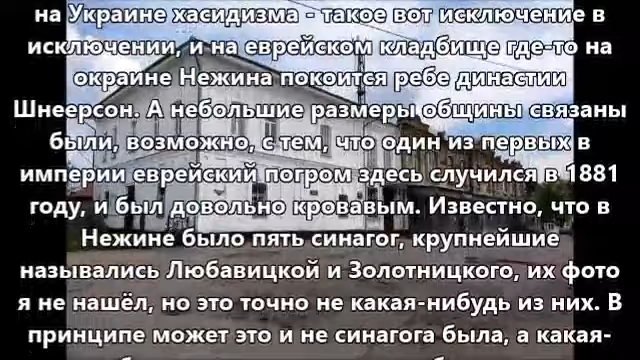 на Украине хасидизма - такое вот исключение в
исключении, и на еврейском кладбище где-то на
окраине Нежина покоится ребе династии
Шнеерсон. А небольшие размеры общины связаны
были, возможно, с тем, что один из первых в
империи еврейский погром здесь случился в 1881
году, и был довольно кровавым. Известно, что в
Нежине было пять синагог, крупнейшие
назывались Любавицкой и Золотницкого, их фото
я не нашёл, но это точно не какая-нибудь из них. В
принципе может это и не синагога была, а какая-